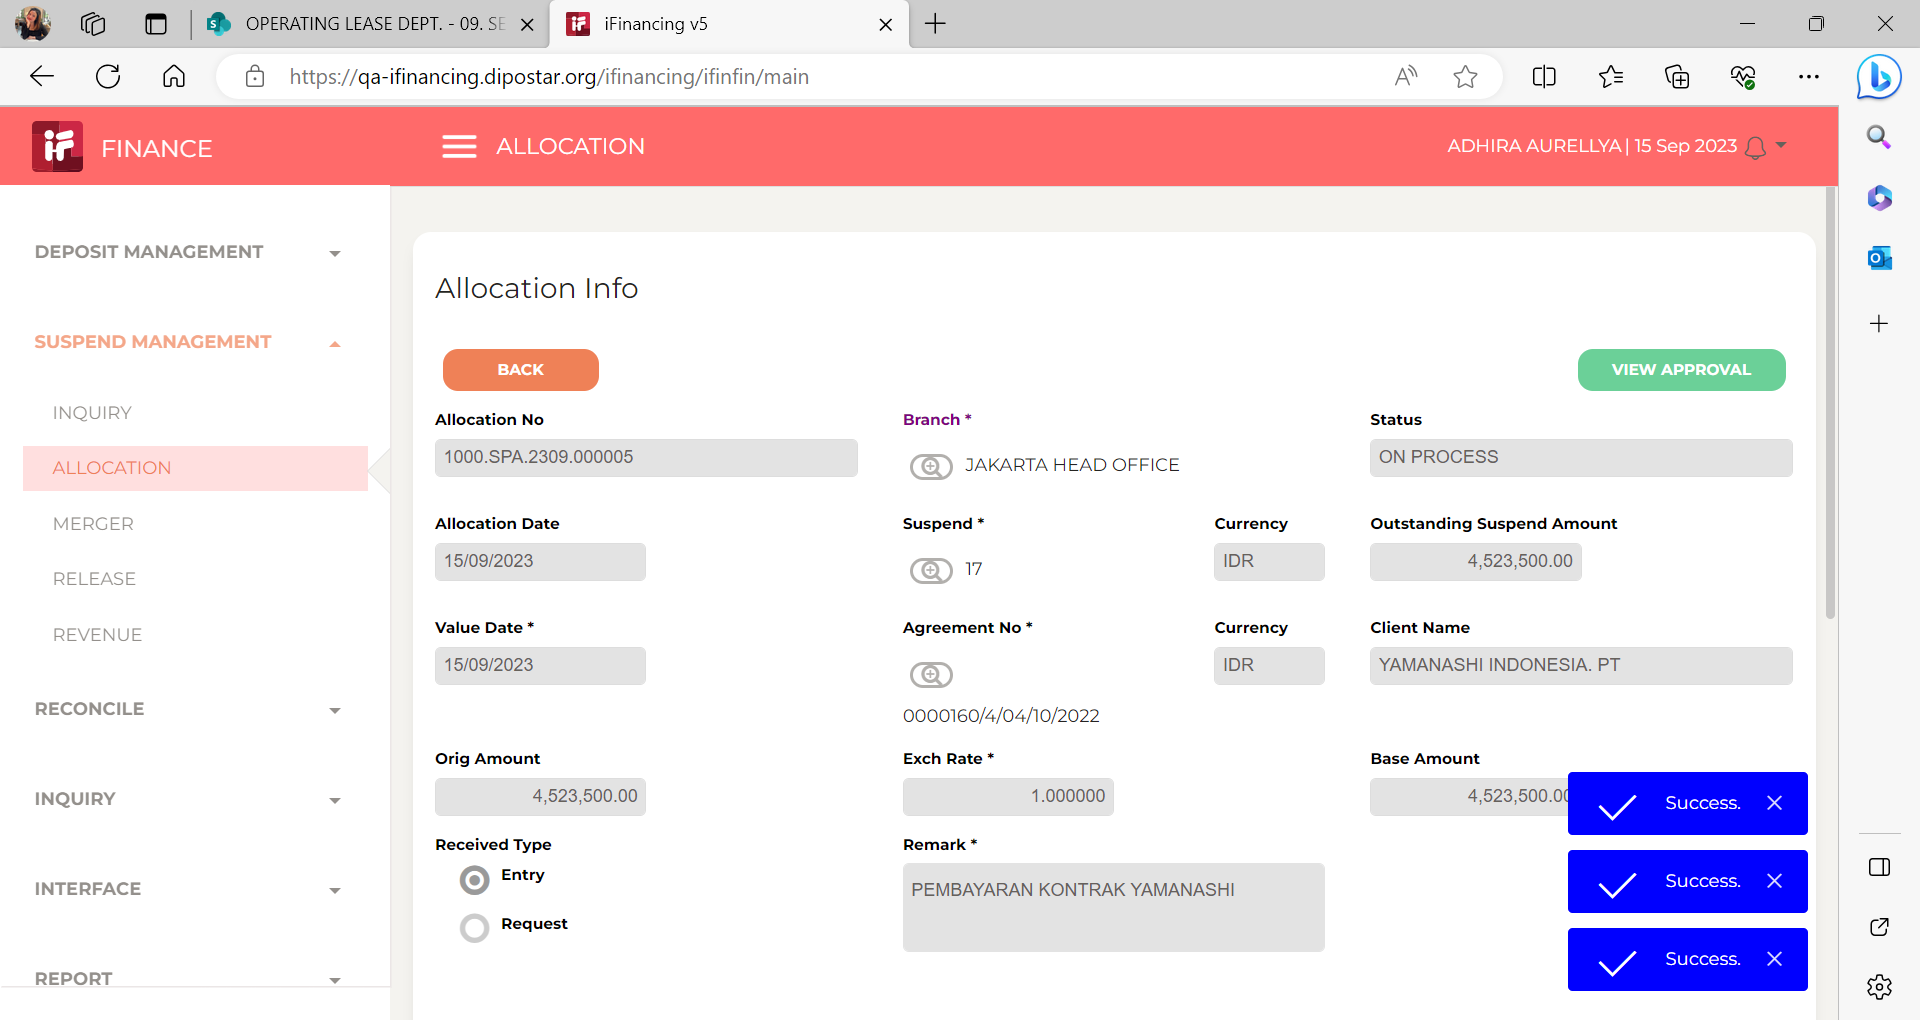 OPERATING LEASE DEPT. - 09. SE
iFinancing v5
https://qa-ifinancing.dipostar.org/ifinancing/ifinfin/main
iF FINANCE
ALLOCATION
ADHIRA AURELLYA | 15 Sep 2023
DEPOSIT MANAGEMENT
SUSPEND MANAGEMENT
INQUIRY
ALLOCATION
MERGER
RELEASE
REVENUE
RECONCILE
INQUIRY
INTERFACE
REPORT
Allocation Info
BACK
VIEW APPROVAL
Allocation No
Branch *
Status
1000.SPA.2309.000005
JAKARTA HEAD OFFICE
ON PROCESS
Allocation Date
Suspend *
Currency
Outstanding Suspend Amount
15/09/2023
17
IDR
4,523,500.00
Value Date *
Agreement No *
Currency
Client Name
15/09/2023
IDR
YAMANASHI INDONESIA. PT
0000160/4/04/10/2022
Orig Amount
Exch Rate *
Base Amount
4,523,500.00
1.000000
4,523,500.00
Received Type
Remark *
Entry
Request
PEMBAYARAN KONTRAK YAMANASHI
Success.
Success.
Success.